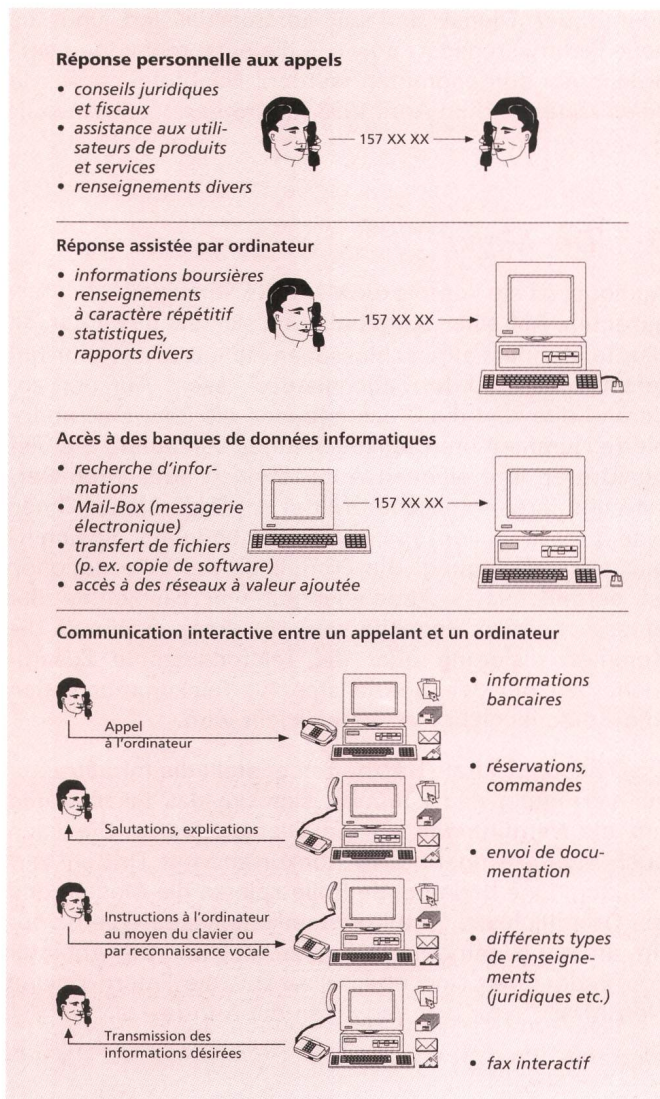 Réponse personnelle aux appels
• conseils juridiques
et fiscaux
• assistance aux utili-
sateurs de produits
et services
• renseignements divers
157 XX XX
Réponse assistée par ordinateur
• informations boursières
• renseignements
à caractère répétitif
• statistiques,
rapports divers
157 XX XX
Accès à des banques de données informatiques
• recherche d'infor-
mations
• Mail-Box (messagerie
électronique)
• transfert de fichiers
(p. ex. copie de software)
• accès à des réseaux à valeur ajoutée
157 XX XX
Communication interactive entre un appelant et un ordinateur
Appel
à l'ordinateur
Salutations, explications
Instructions à l'ordinateur
au moyen du clavier ou
par reconnaissance vocale
Transmission des
informations désirées
• informations
bancaires
• réservations,
commandes
• envoi de docu-
mentation
• différents types
de renseigne-
ments
(juridiques etc.)
• fax interactif